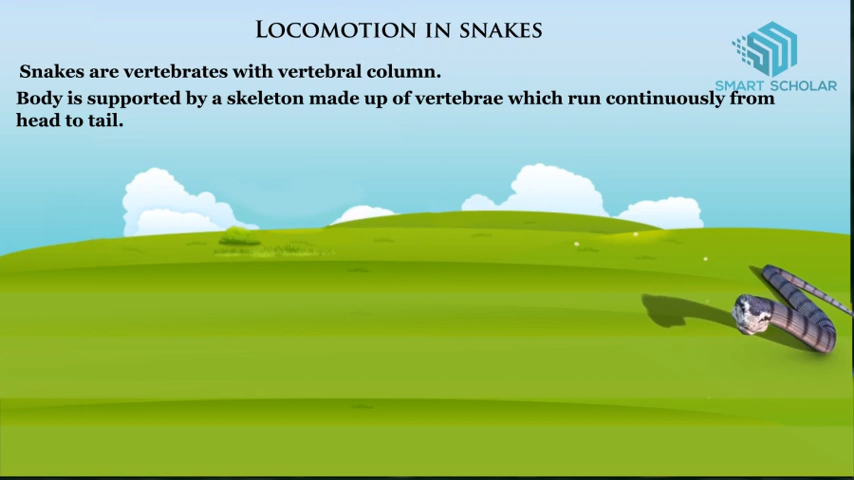 Locomotion in snakes
SMART SCHOLAR
Snakes are vertebrates with vertebral column.
Body is supported by a skeleton made up of vertebrae which run continuously from
head to tail.